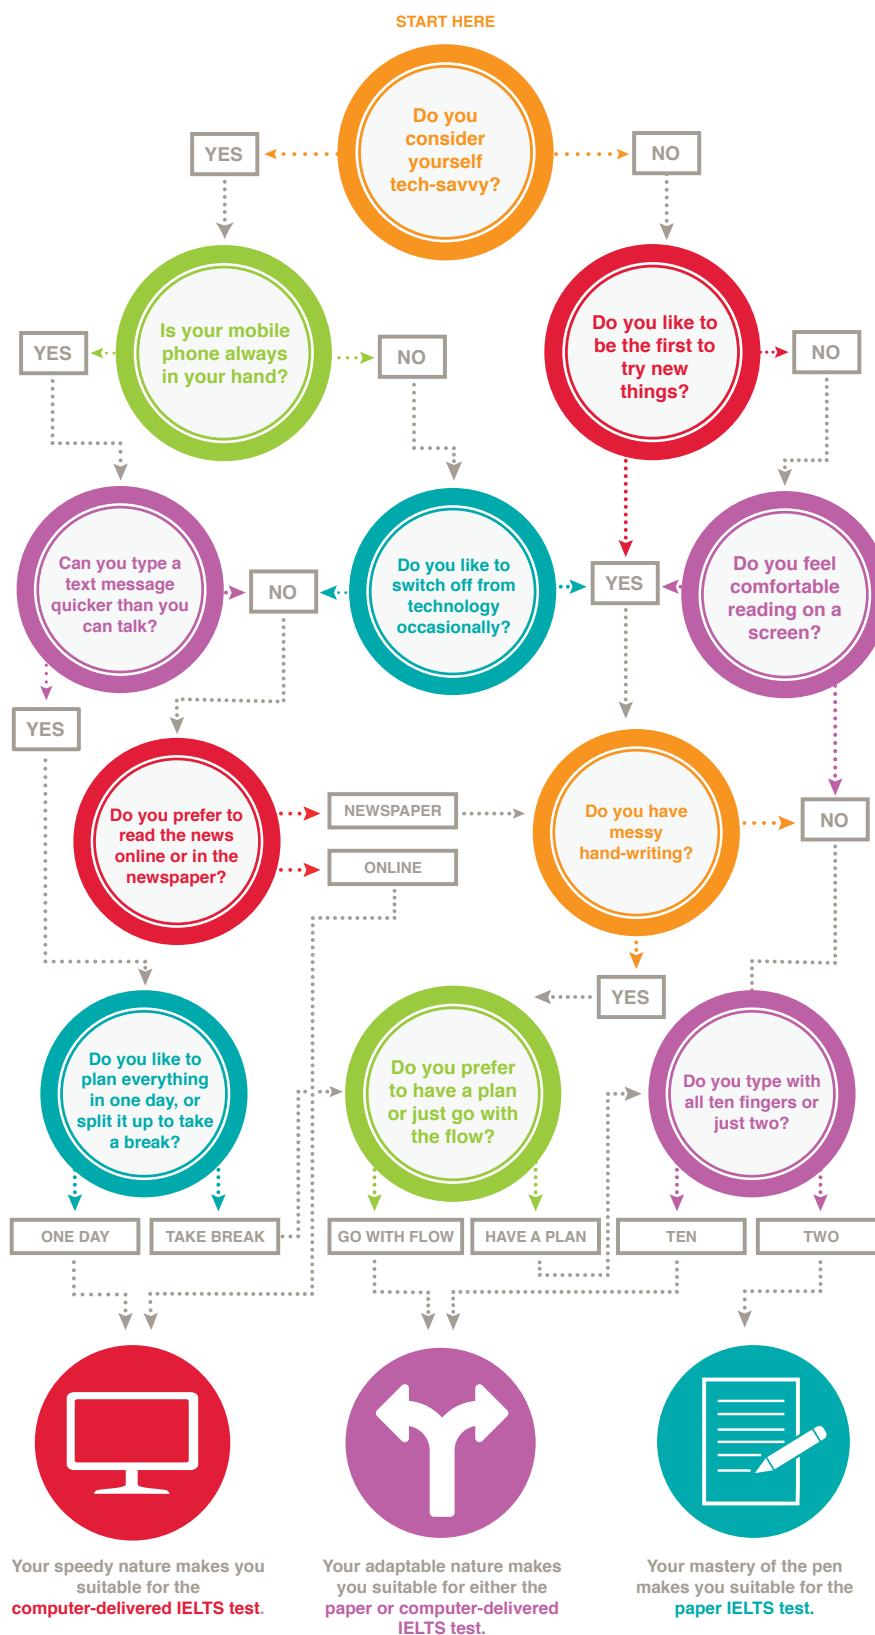 START HERE
Do you
consider
yourself
tech-savvy?
YES
NO
Is your mobile
phone always
in your hand?
YES
NO
Do you like to
be the first to
try new
things?
NO
Can you type a
text message
quicker than you
can talk?
NO
Do you like to
switch off from
technology
occasionally?
YES
Do you feel
comfortable
reading on a
screen?
YES
Do you prefer to
read the news
online or in the
newspaper?
NEWSPAPER
ONLINE
Do you have
messy
hand-writing?
NO
YES
Do you like to
plan everything
in one day, or
split it up to take
a break?
Do you prefer
to have a plan
or just go with
the flow?
Do you type with
all ten fingers or
just two?
ONE DAY
TAKE BREAK
GO WITH FLOW
HAVE A PLAN
TEN
TWO
Your speedy nature makes you
suitable for the
computer-delivered IELTS test.
Your adaptable nature makes
you suitable for either the
paper or computer-delivered
IELTS test.
Your mastery of the pen
makes you suitable for the
paper IELTS test.